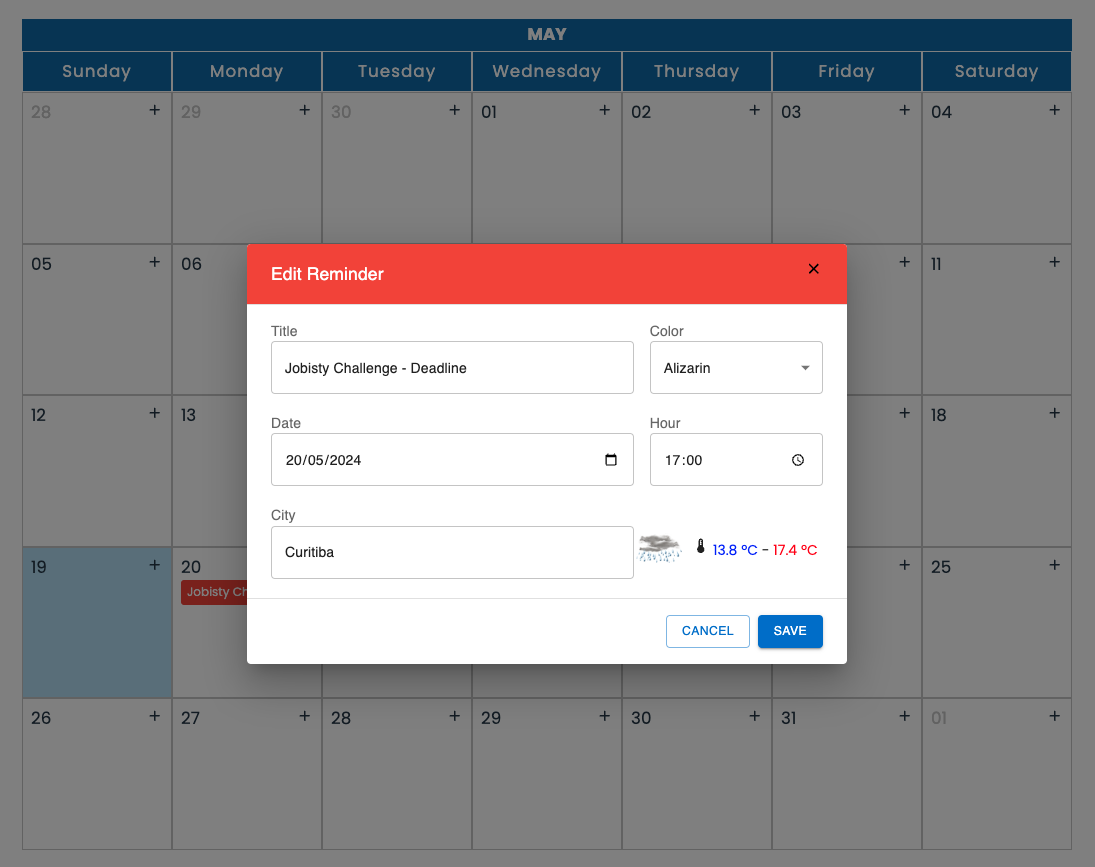 MAY
Sunday Monday Tuesday Wednesday Thursday Friday Saturday
28 + 29 + 30 + 01 + 02 + 03 + 04 +
05 + 06 + 11 +
Edit Reminder ×
Title Color
Jobisty Challenge - Deadline Alizarin
12 + 13 + 18 +
Date Hour
20/05/2024 17:00
City
Curitiba 13.8 ºC - 17.4 ºC
19 + 20 + 25 +
Jobisty Ch
CANCEL SAVE
26 + 27 + 28 + 29 + 30 + 31 + 01 +